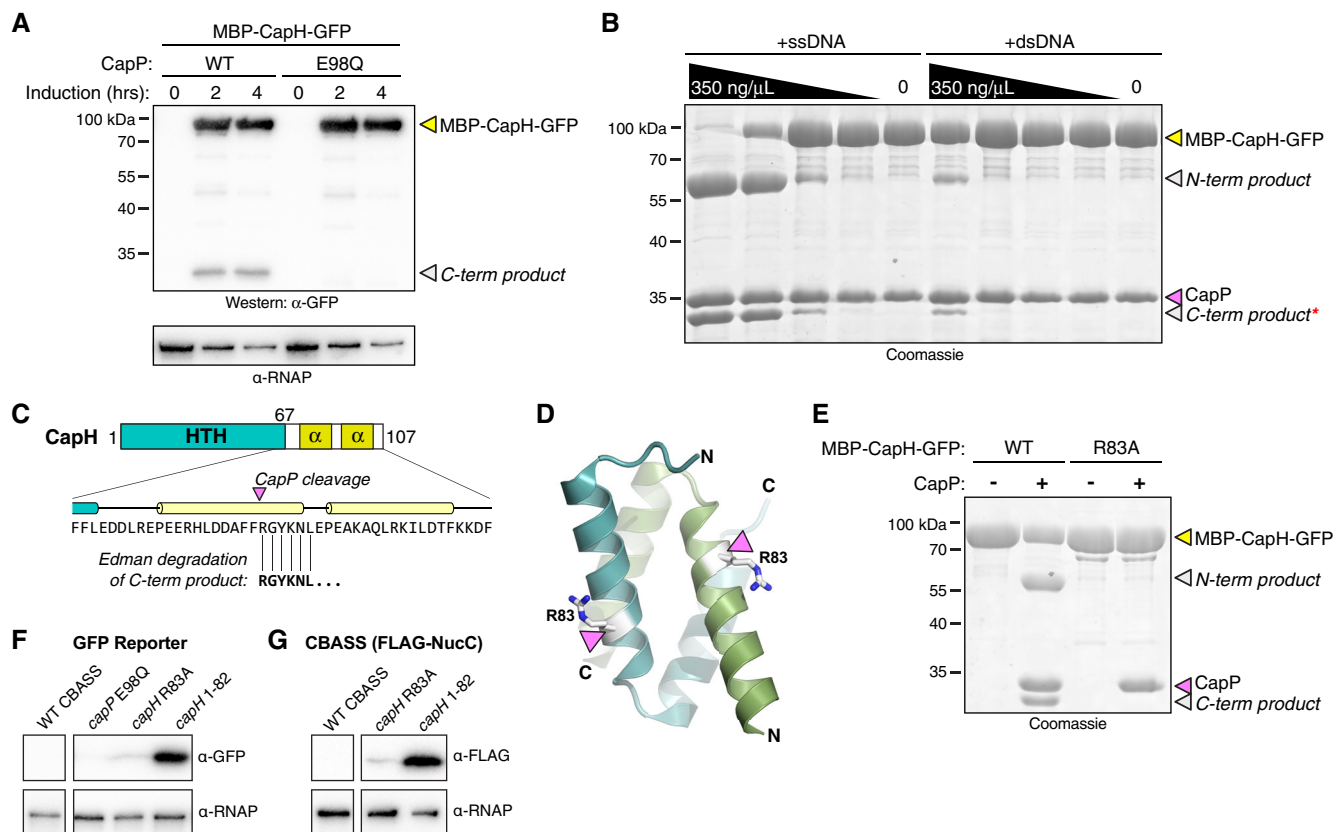 A
MBP-CapH-GFP
CapP: WT E98Q
Induction (hrs): 0 2 4 0 2 4
100 kDa
70
55
40
35
MBP-CapH-GFP
C-term product
Western: α-GFP
α-RNAP
B
+ssDNA +dsDNA
350 ng/μL 0 350 ng/μL 0
100 kDa
70
55
40
35
MBP-CapH-GFP
N-term product
CapP
C-term product*
Coomassie
C
67
CapH 1 HTH α α 107
CapP cleavage
FFLEDDLREPEERHLDDAFFRGYKNLEPEAKAQLRKILDTFKKDF
Edman degradation
of C-term product: RGYKNL...
D
N
C
R83
R83
C
N
E
MBP-CapH-GFP: WT R83A
CapP: - + - +
100 kDa
70
55
40
35
MBP-CapH-GFP
N-term product
CapP
C-term product
Coomassie
F GFP Reporter
WT CBASS
capP E98Q
capH R83A
capH 1-82
α-GFP
α-RNAP
G CBASS (FLAG-NucC)
WT CBASS
capH R83A
capH 1-82
α-FLAG
α-RNAP